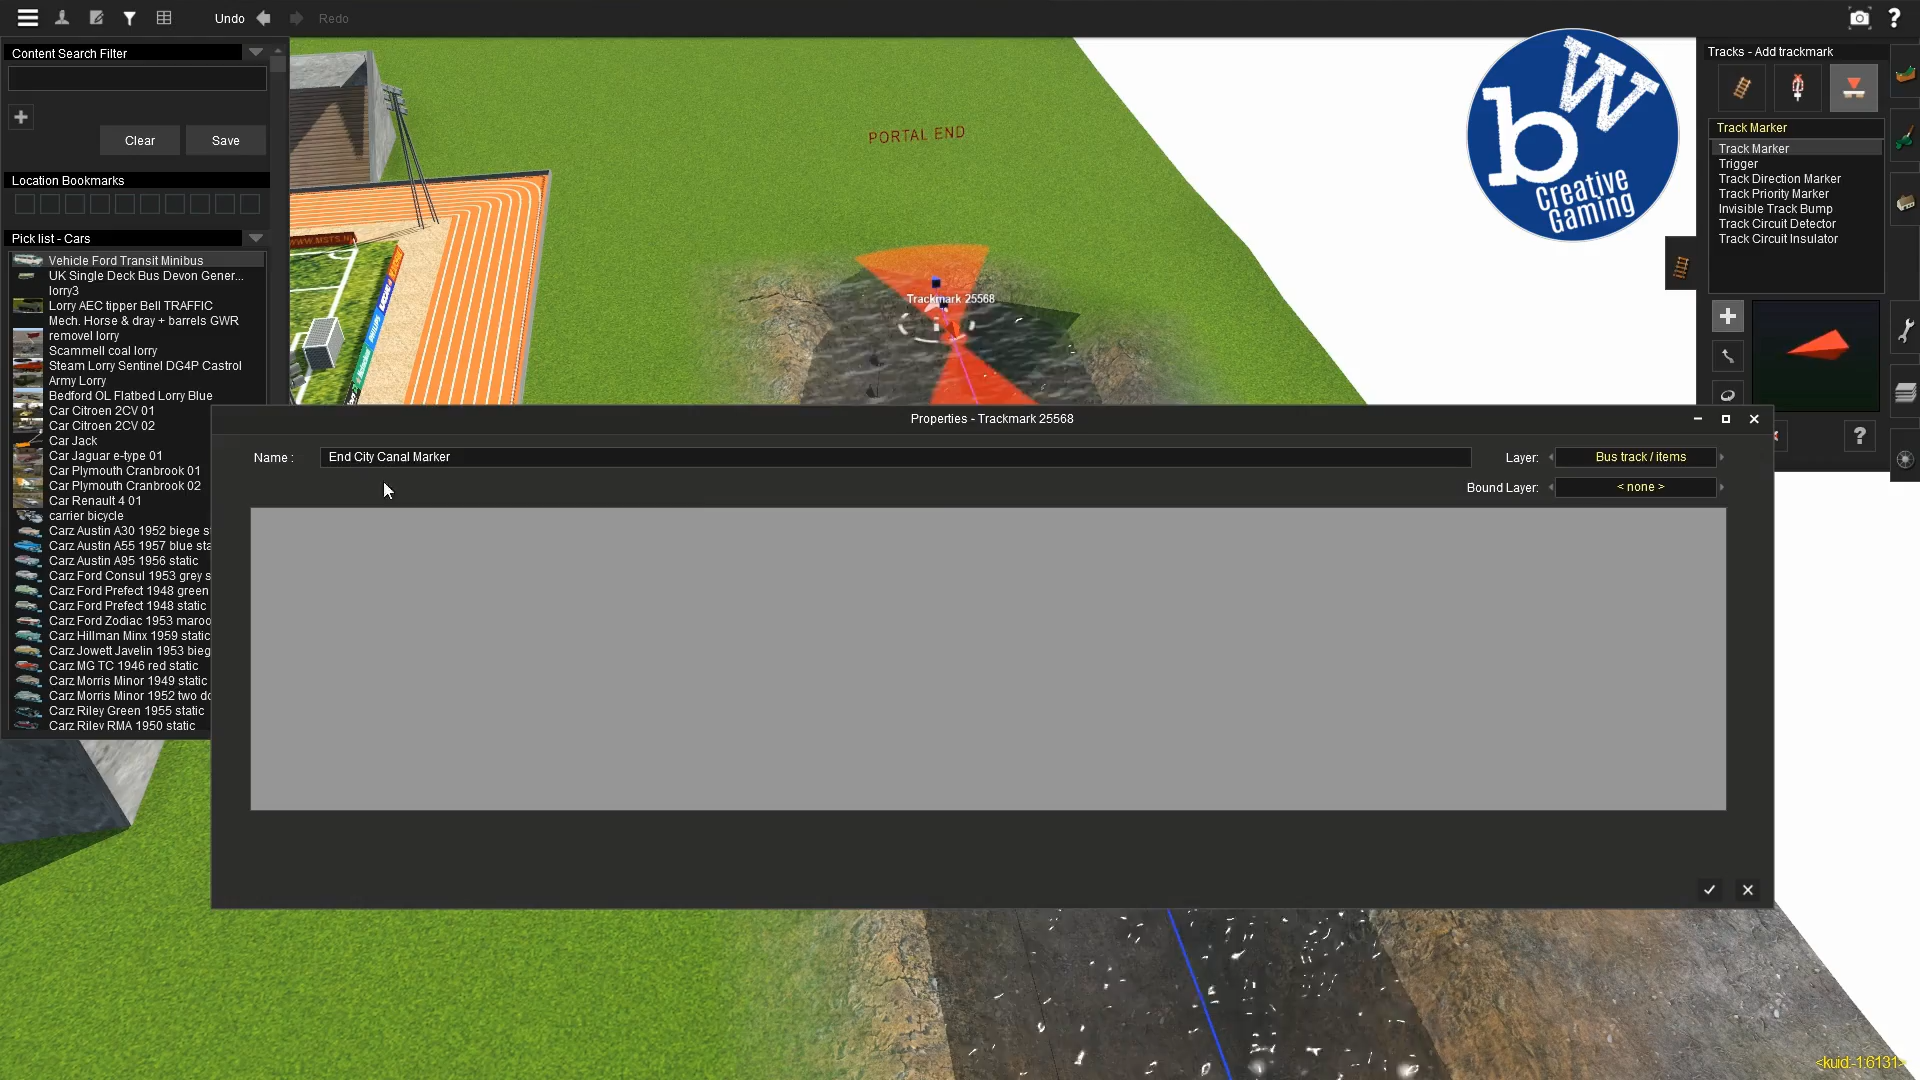 Undo
Redo
Content Search Filter
Clear
Save
Location Bookmarks
Pick list - Cars
Vehicle Ford Transit Minibus
UK Single Deck Bus Devon Gener...
lorry3
Lorry AEC tipper Bell TRAFFIC
Mech. Horse & dray + barrels GWR
removel lorry
Scammell coal lorry
Steam Lorry Sentinel DG4P Castrol
Army Lorry
Bedford OL Flatbed Lorry Blue
Car Citroen 2CV 01
Car Citroen 2CV 02
Car Jack
Car Jaguar e-type 01
Car Plymouth Cranbrook 01
Car Plymouth Cranbrook 02
Car Renault 4 01
carrier bicycle
Carz Austin A30 1952 biege s
Carz Austin A55 1957 blue sta
Carz Austin A95 1956 static
Carz Ford Consul 1953 grey s
Carz Ford Prefect 1948 green
Carz Ford Prefect 1948 static
Carz Ford Zodiac 1953 maroo
Carz Hillman Minx 1959 static
Carz Jowett Javelin 1953 bieg
Carz MG TC 1946 red static
Carz Morris Minor 1949 static
Carz Morris Minor 1952 two do
Carz Riley Green 1955 static
Carz Riley RMA 1950 static
PORTAL END
WWW.MSTS.N
PHILIPS
Trackmark 25568
bW
Creative
Gaming
Tracks - Add trackmark
Track Marker
Track Marker
Trigger
Track Direction Marker
Track Priority Marker
Invisible Track Bump
Track Circuit Detector
Track Circuit Insulator
?
?
Properties - Trackmark 25568
Name :
End City Canal Marker
Layer:
Bus track / items
Bound Layer:
< none >
<kuid:-1:6131>